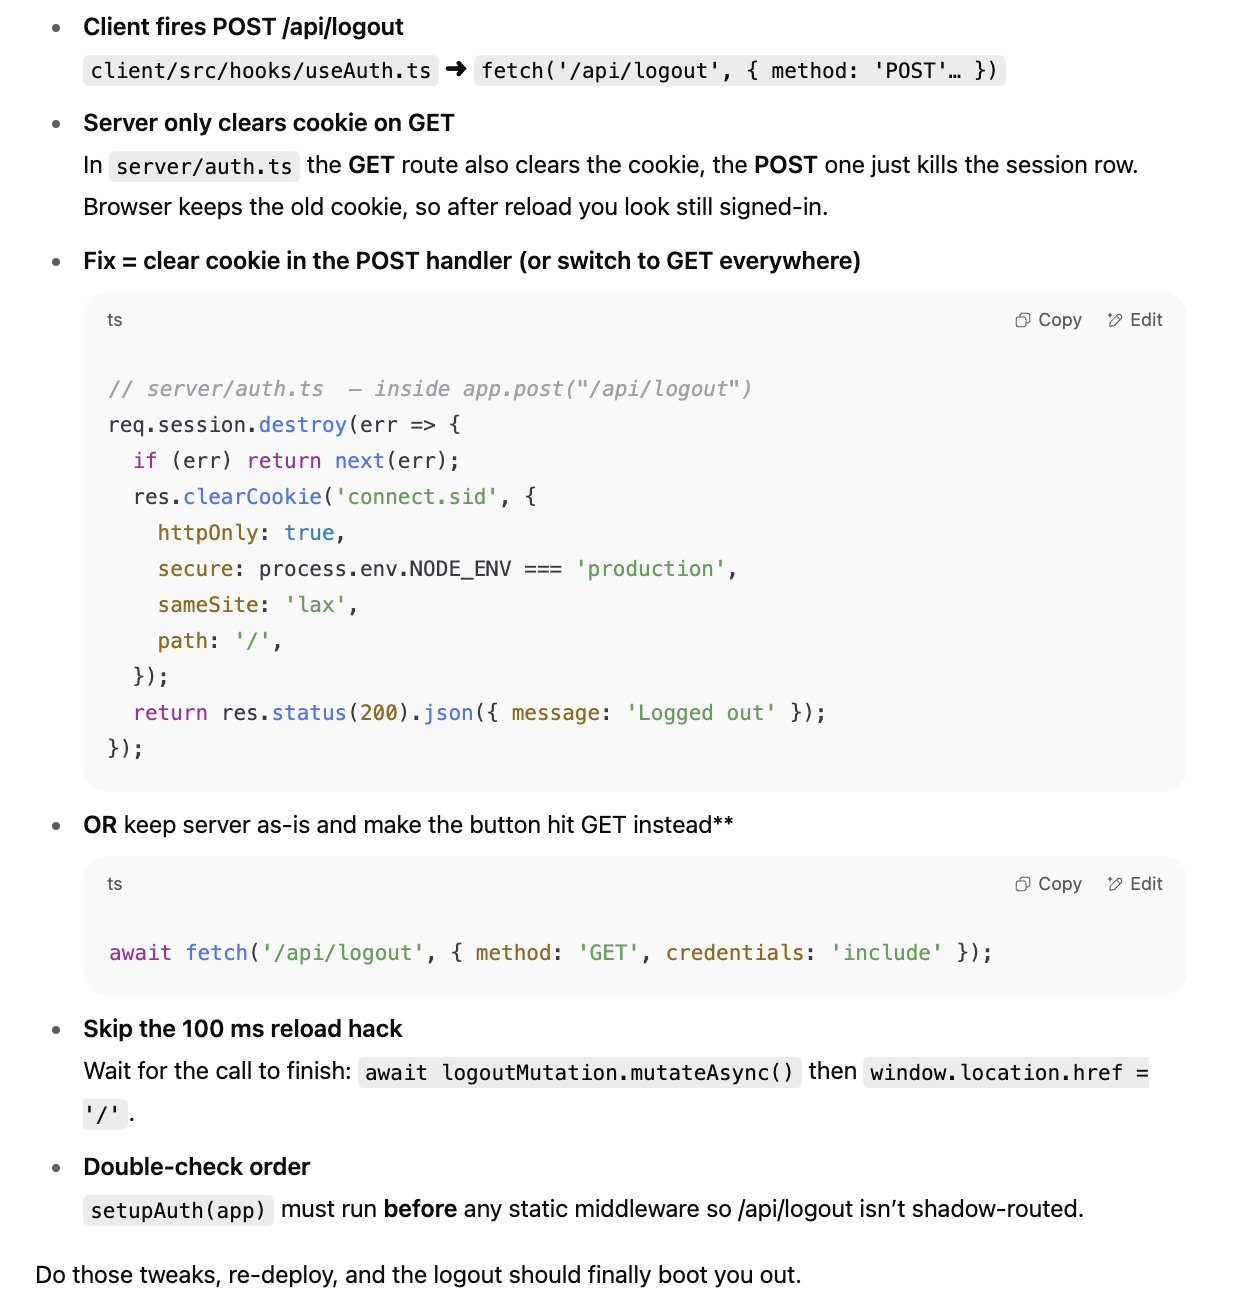 • Client fires POST /api/logout
client/src/hooks/useAuth.ts ➜ fetch('/api/logout', { method: 'POST'… })
• Server only clears cookie on GET
In server/auth.ts the GET route also clears the cookie, the POST one just kills the session row.
Browser keeps the old cookie, so after reload you look still signed-in.
• Fix = clear cookie in the POST handler (or switch to GET everywhere)
ts Copy Edit
// server/auth.ts  – inside app.post("/api/logout")
req.session.destroy(err => {
  if (err) return next(err);
  res.clearCookie('connect.sid', {
    httpOnly: true,
    secure: process.env.NODE_ENV === 'production',
    sameSite: 'lax',
    path: '/',
  });
  return res.status(200).json({ message: 'Logged out' });
});
• OR keep server as-is and make the button hit GET instead**
ts Copy Edit
await fetch('/api/logout', { method: 'GET', credentials: 'include' });
• Skip the 100 ms reload hack
Wait for the call to finish: await logoutMutation.mutateAsync() then window.location.href =
'/' .
• Double-check order
setupAuth(app) must run before any static middleware so /api/logout isn’t shadow-routed.
Do those tweaks, re-deploy, and the logout should finally boot you out.